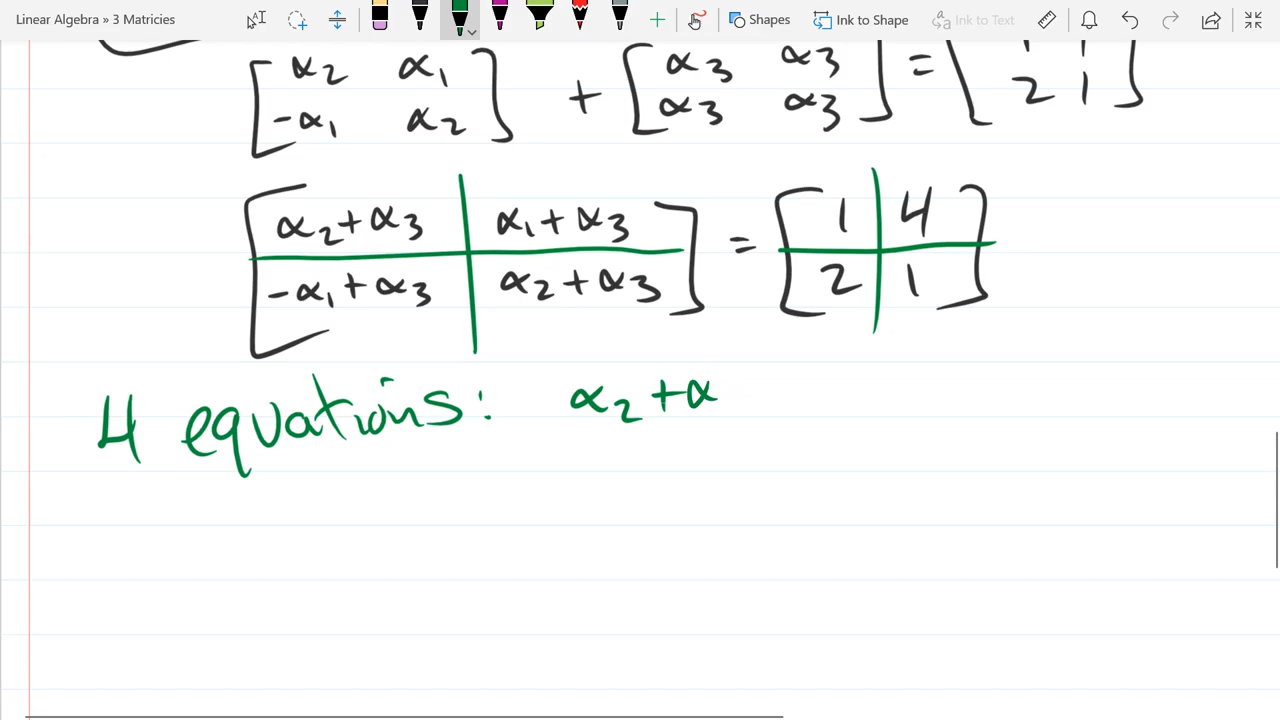 Linear Algebra » 3 Matricies Shapes Ink to Shape Ink to Text
[α₂ α₁ + [α₃ α₃ = [
-α₁ α₂] α₃ α₃] 2 1]
[α₂+α₃ | α₁+α₃ = [1 | 4
-α₁+α₃ | α₂+α₃] 2 | 1]
4 equations: α₂+α